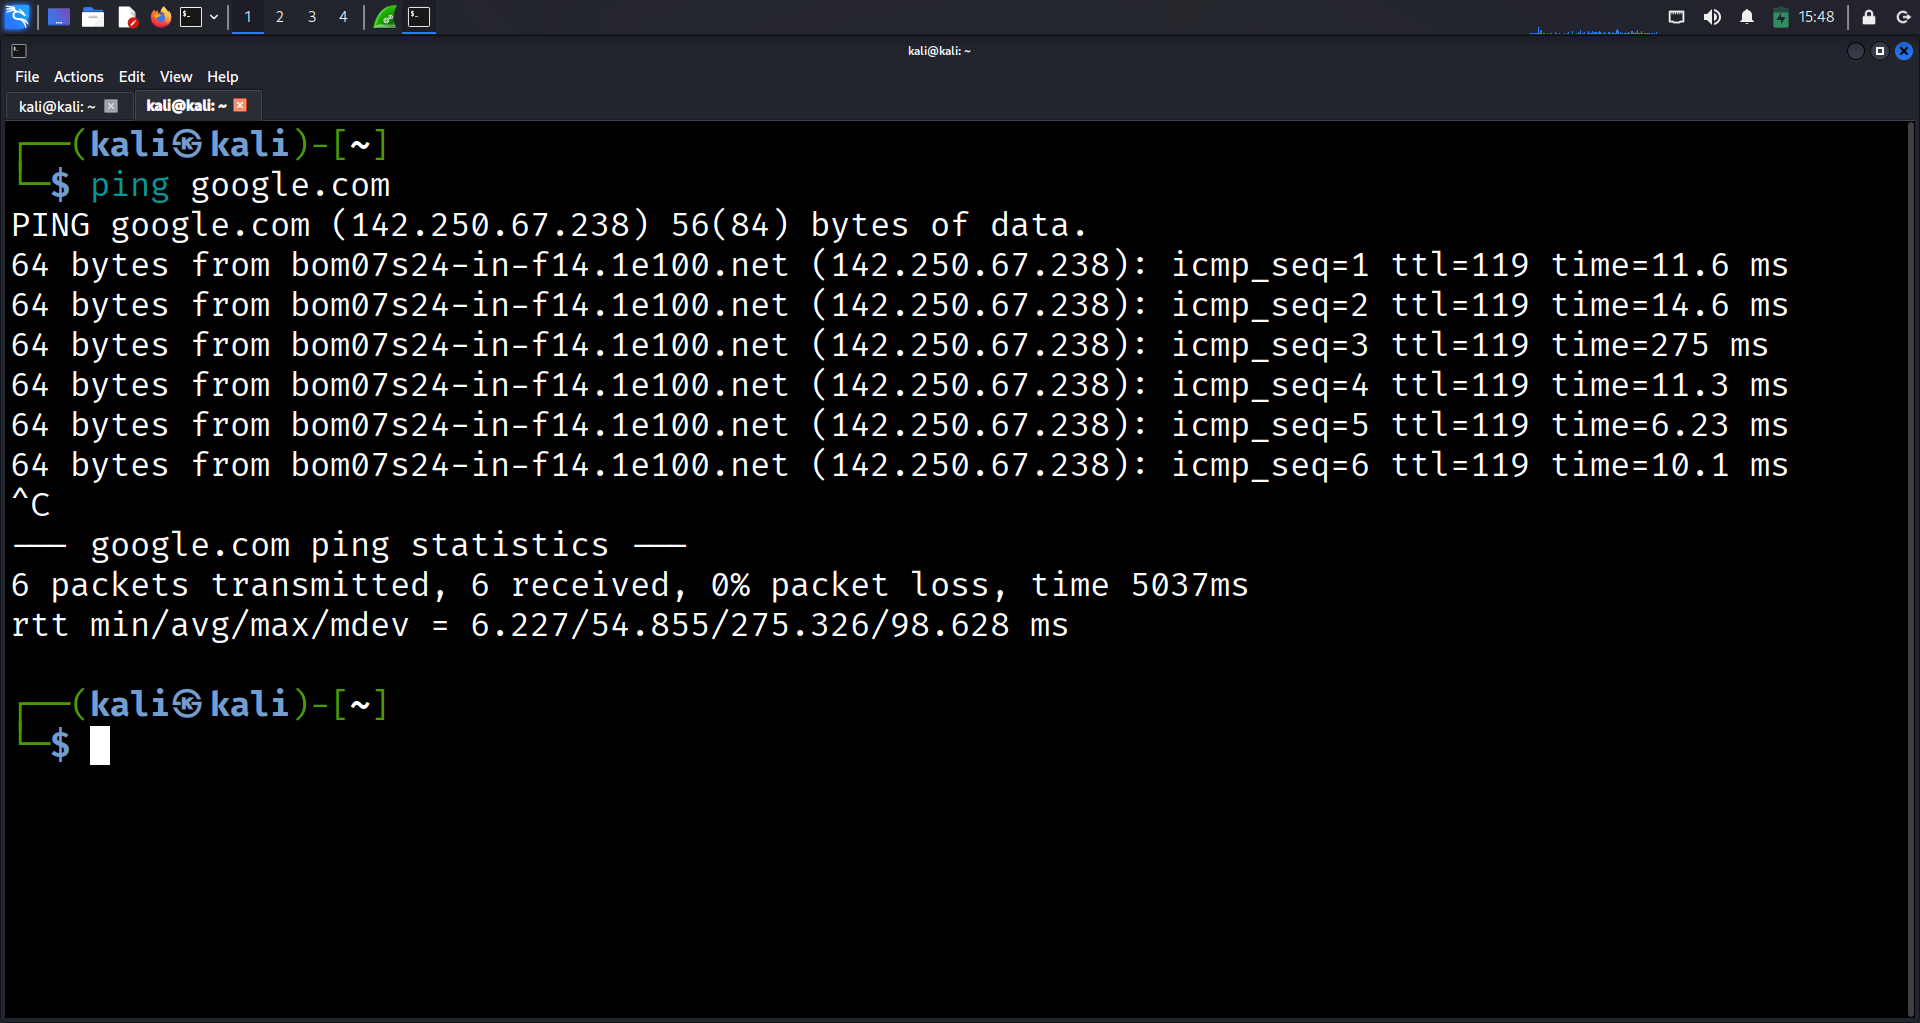 1 2 3 4 15:48
kali@kali: ~
File Actions Edit View Help
kali@kali: ~ kali@kali: ~
┌──(kali㉿kali)-[~]
└─$ ping google.com
PING google.com (142.250.67.238) 56(84) bytes of data.
64 bytes from bom07s24-in-f14.1e100.net (142.250.67.238): icmp_seq=1 ttl=119 time=11.6 ms
64 bytes from bom07s24-in-f14.1e100.net (142.250.67.238): icmp_seq=2 ttl=119 time=14.6 ms
64 bytes from bom07s24-in-f14.1e100.net (142.250.67.238): icmp_seq=3 ttl=119 time=275 ms
64 bytes from bom07s24-in-f14.1e100.net (142.250.67.238): icmp_seq=4 ttl=119 time=11.3 ms
64 bytes from bom07s24-in-f14.1e100.net (142.250.67.238): icmp_seq=5 ttl=119 time=6.23 ms
64 bytes from bom07s24-in-f14.1e100.net (142.250.67.238): icmp_seq=6 ttl=119 time=10.1 ms
^C
--- google.com ping statistics ---
6 packets transmitted, 6 received, 0% packet loss, time 5037ms
rtt min/avg/max/mdev = 6.227/54.855/275.326/98.628 ms
┌──(kali㉿kali)-[~]
└─$